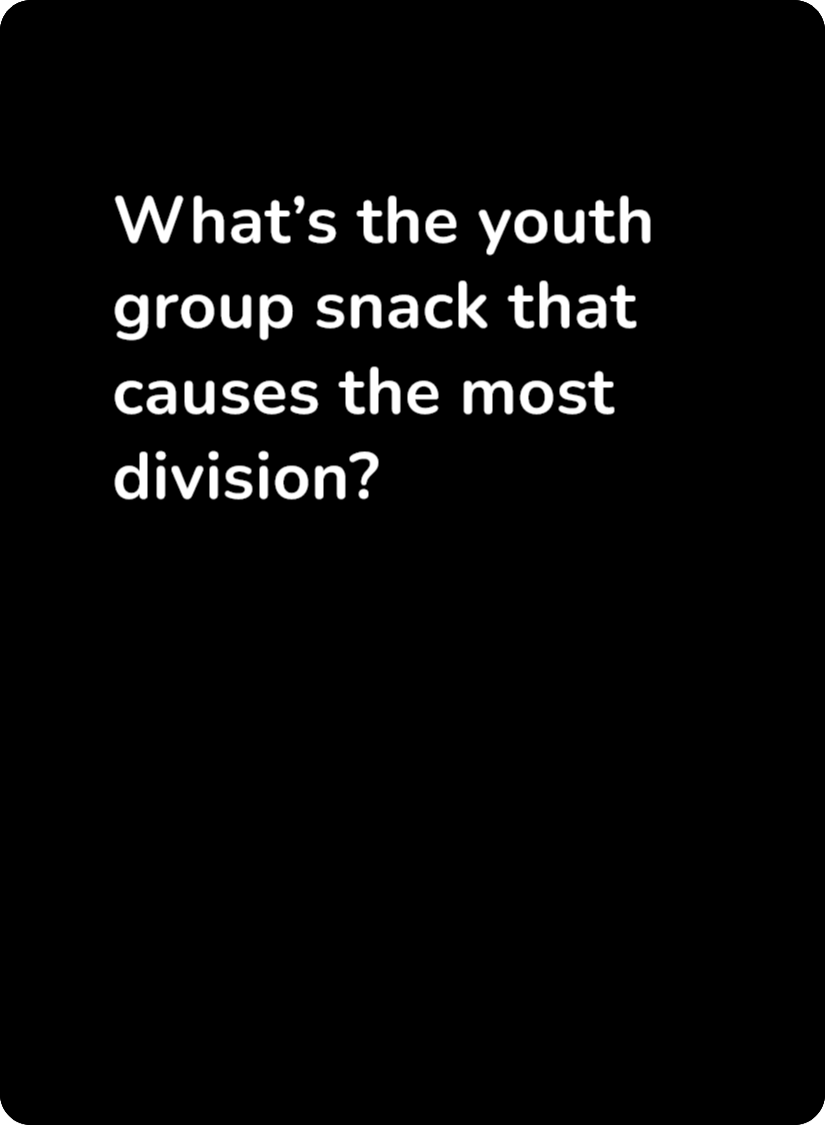 What’s the youth
group snack that
causes the most
division?